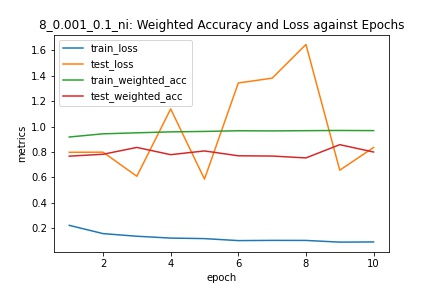 8_0.001_0.1_ni: Weighted Accuracy and Loss against Epochs
train_loss
test_loss
train_weighted_acc
test_weighted_acc
metrics
1.6
1.4
1.2
1.0
0.8
0.6
0.4
0.2
2 4 6 8 10
epoch